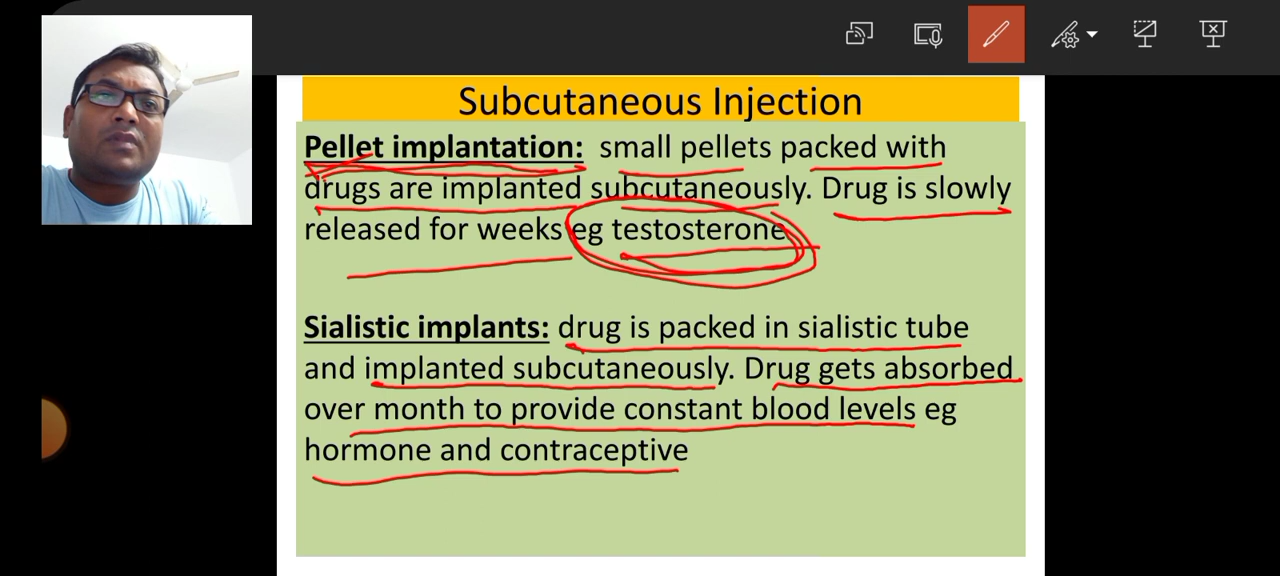 Subcutaneous Injection
Pellet implantation: small pellets packed with
drugs are implanted subcutaneously. Drug is slowly
released for weeks eg testosterone
Sialistic implants: drug is packed in sialistic tube
and implanted subcutaneously. Drug gets absorbed
over month to provide constant blood levels eg
hormone and contraceptive